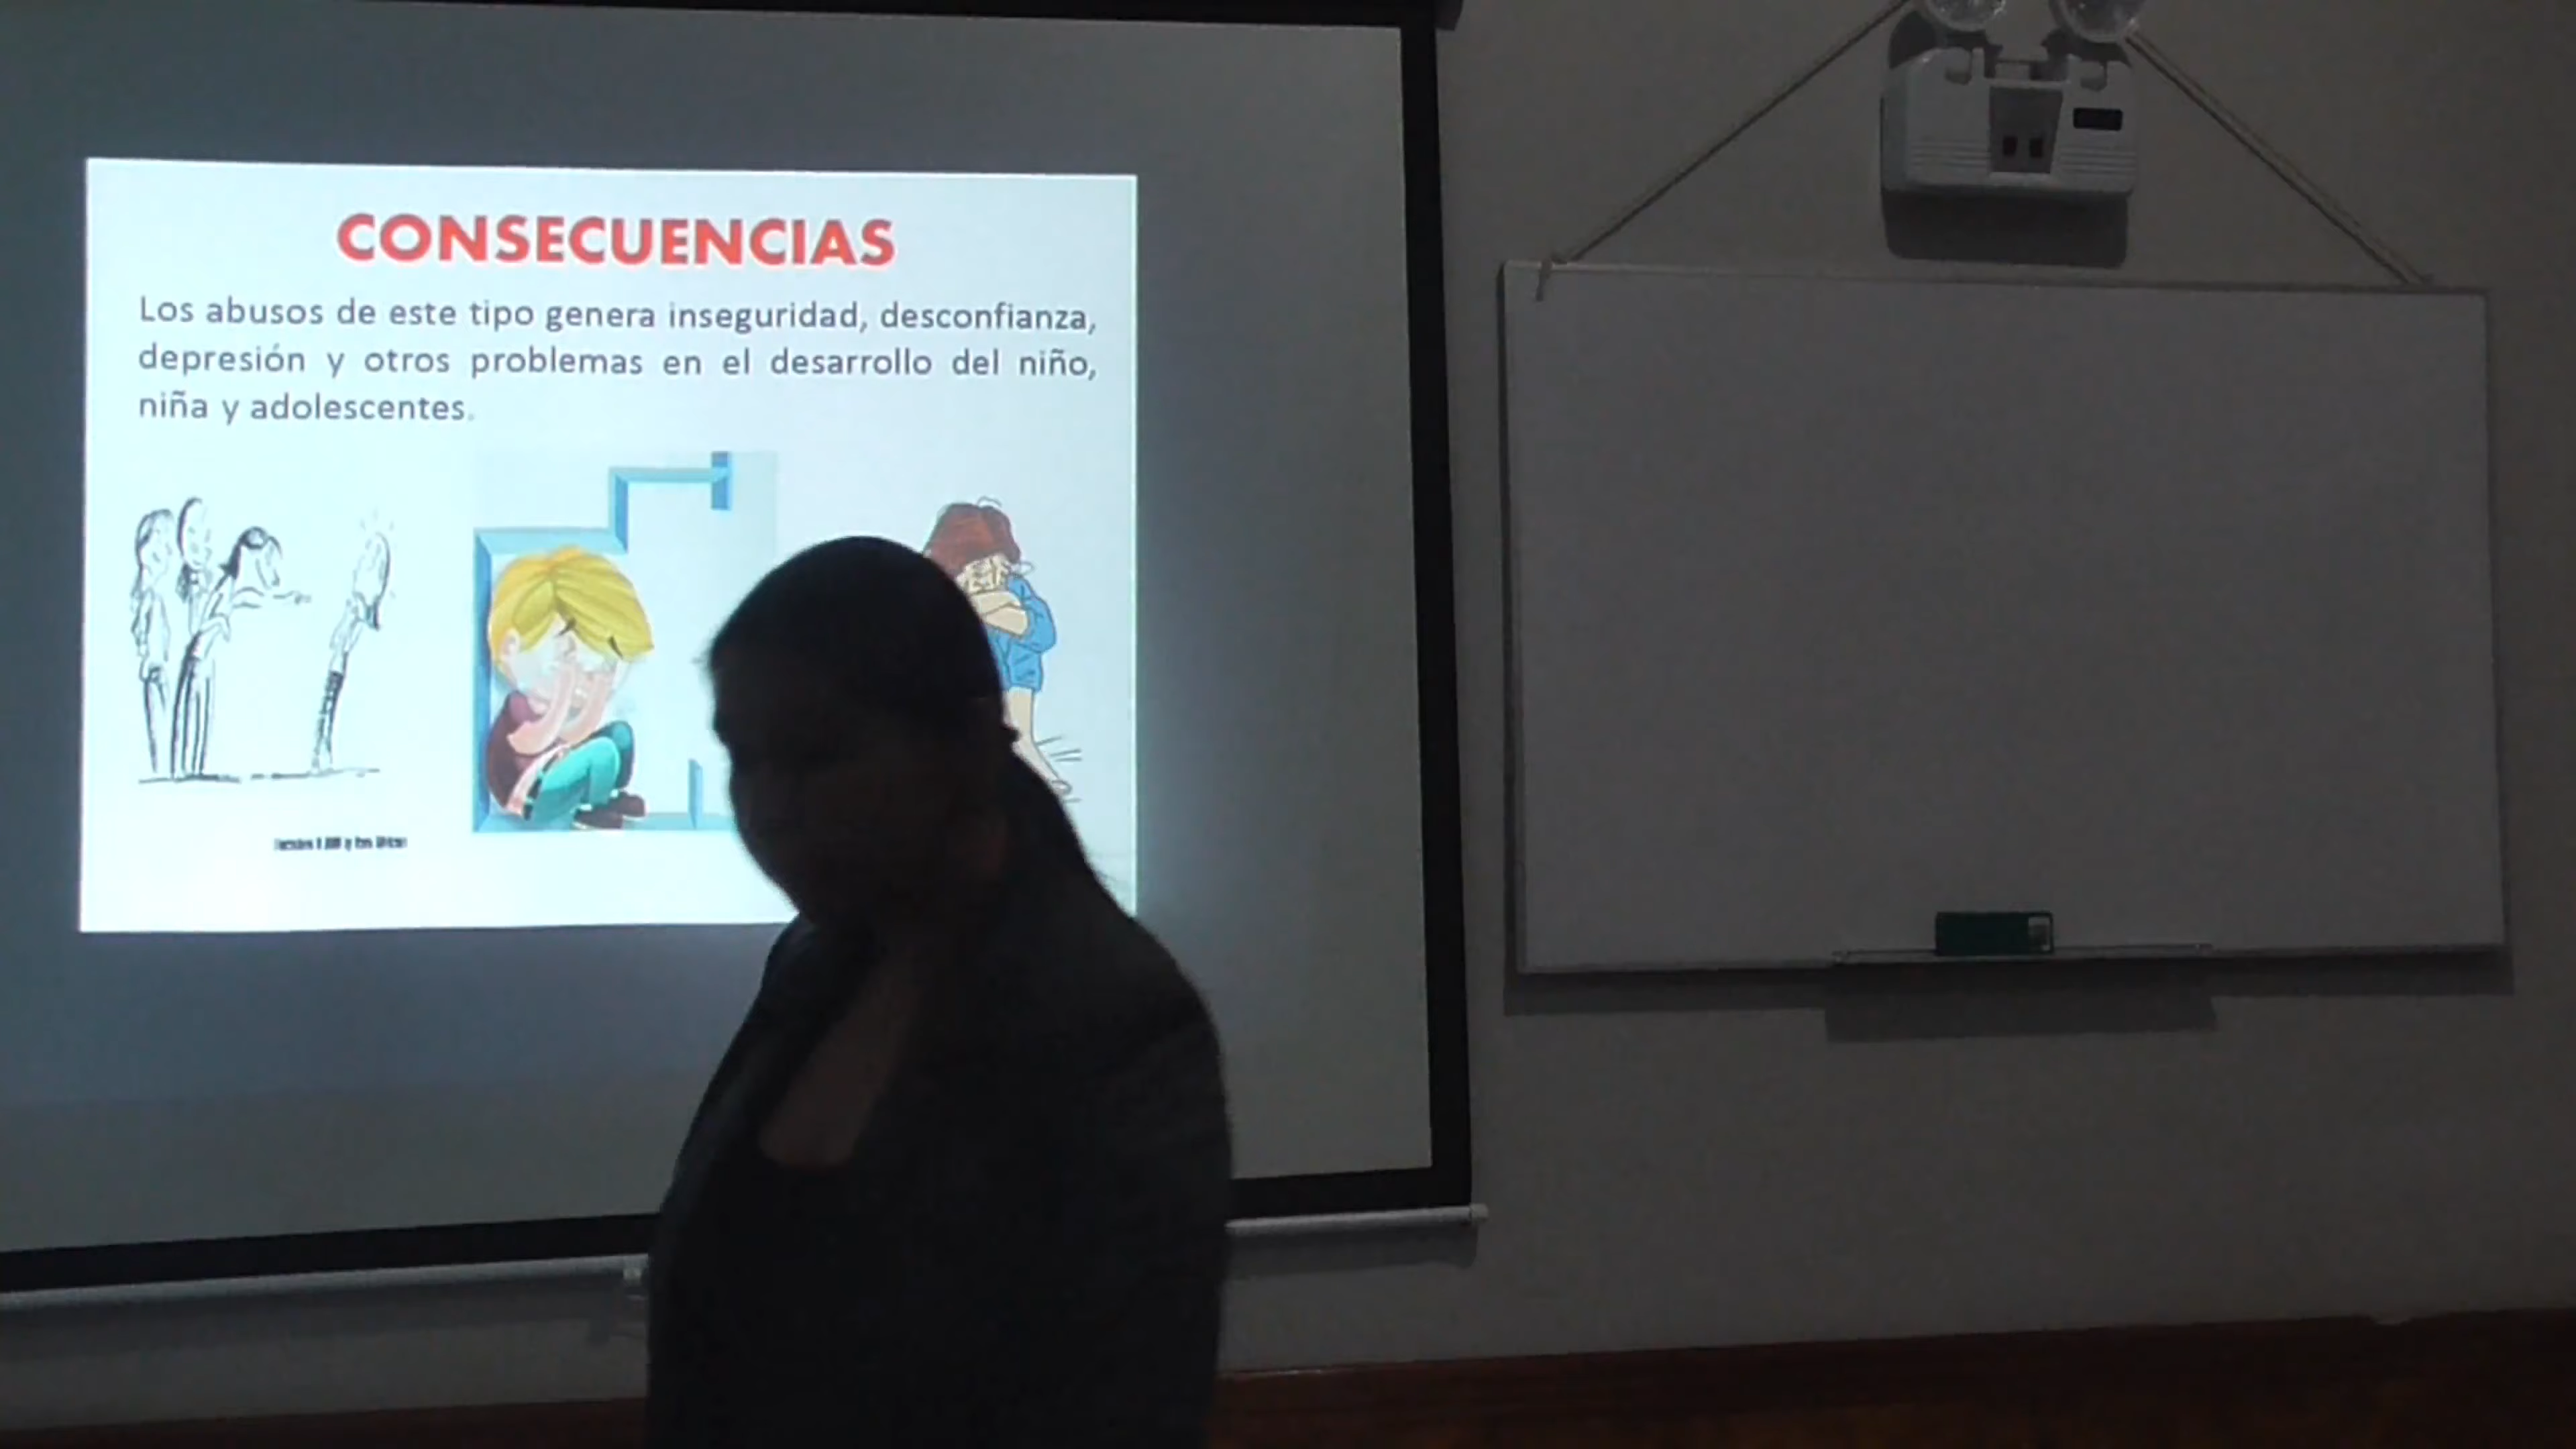 CONSECUENCIAS
Los abusos de este tipo genera inseguridad, desconfianza,
depresión y otros problemas en el desarrollo del niño,
niña y adolescentes.